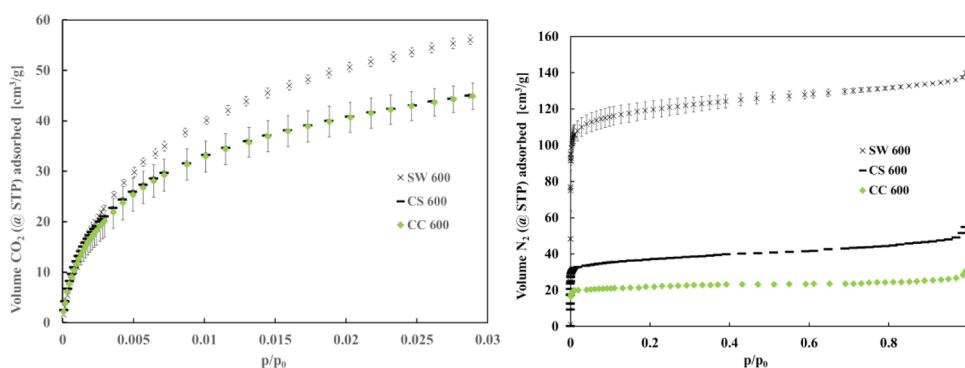 60
50
40
30
20
10
0
Volume CO₂ (@ STP) adsorbed [cm³/g]
SW 600
CS 600
CC 600
0 0.005 0.01 0.015 0.02 0.025 0.03
p/p₀
160
140
120
100
80
60
40
20
0
Volume N₂ (@ STP) adsorbed [cm³/g]
SW 600
CS 600
CC 600
0 0.2 0.4 0.6 0.8
p/p₀